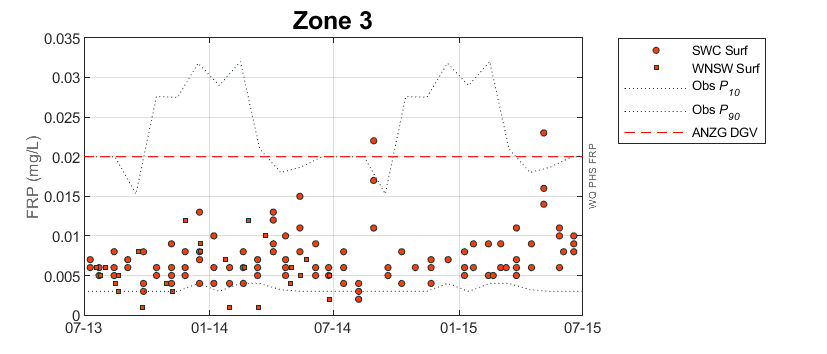 Zone 3
0.035
0.03
0.025
0.02
0.015
0.01
0.005
0
FRP (mg/L)
07-13
01-14
07-14
01-15
07-15
WQ PHS FRP
SWC Surf
WNSW Surf
Obs P10
Obs P90
ANZG DGV